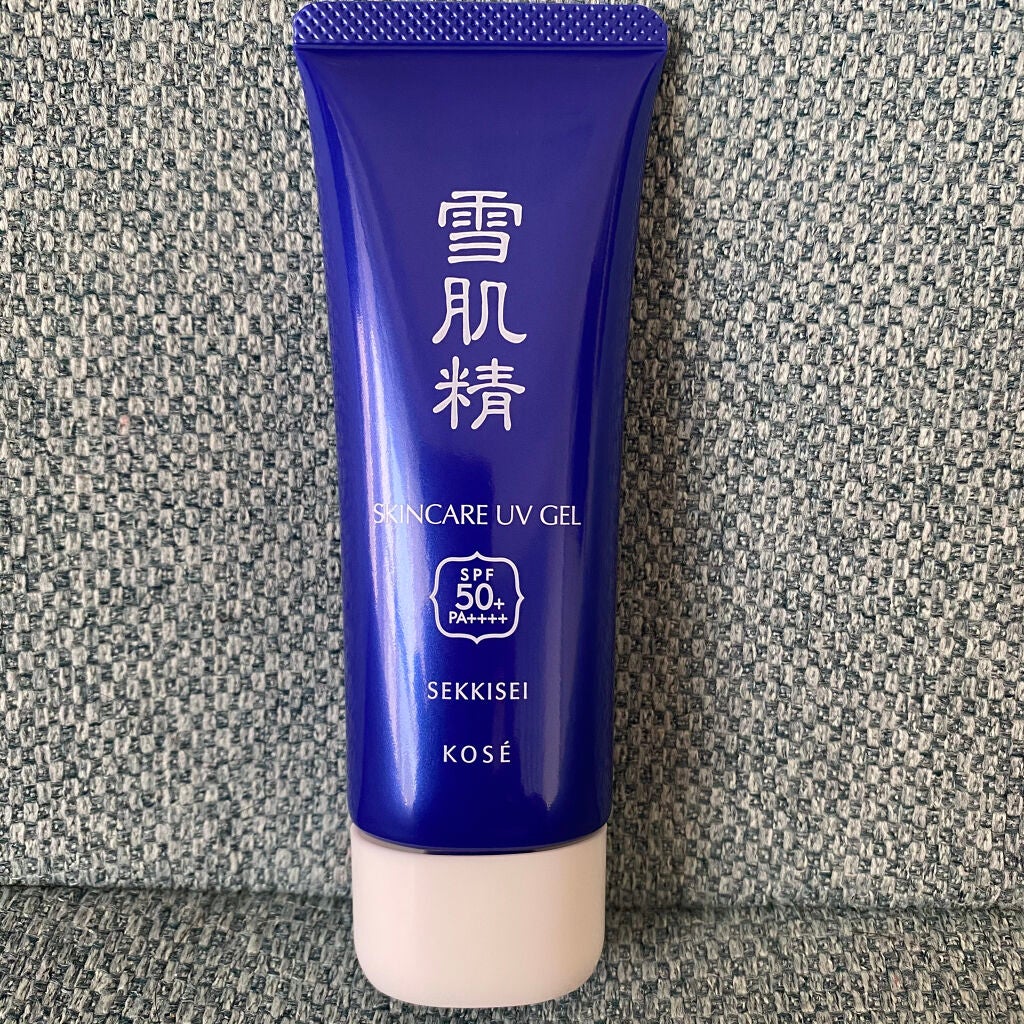 雪肌精
SKINCARE UV GEL
SPF
50+
PA++++
SEKKISEI
KOSÉ